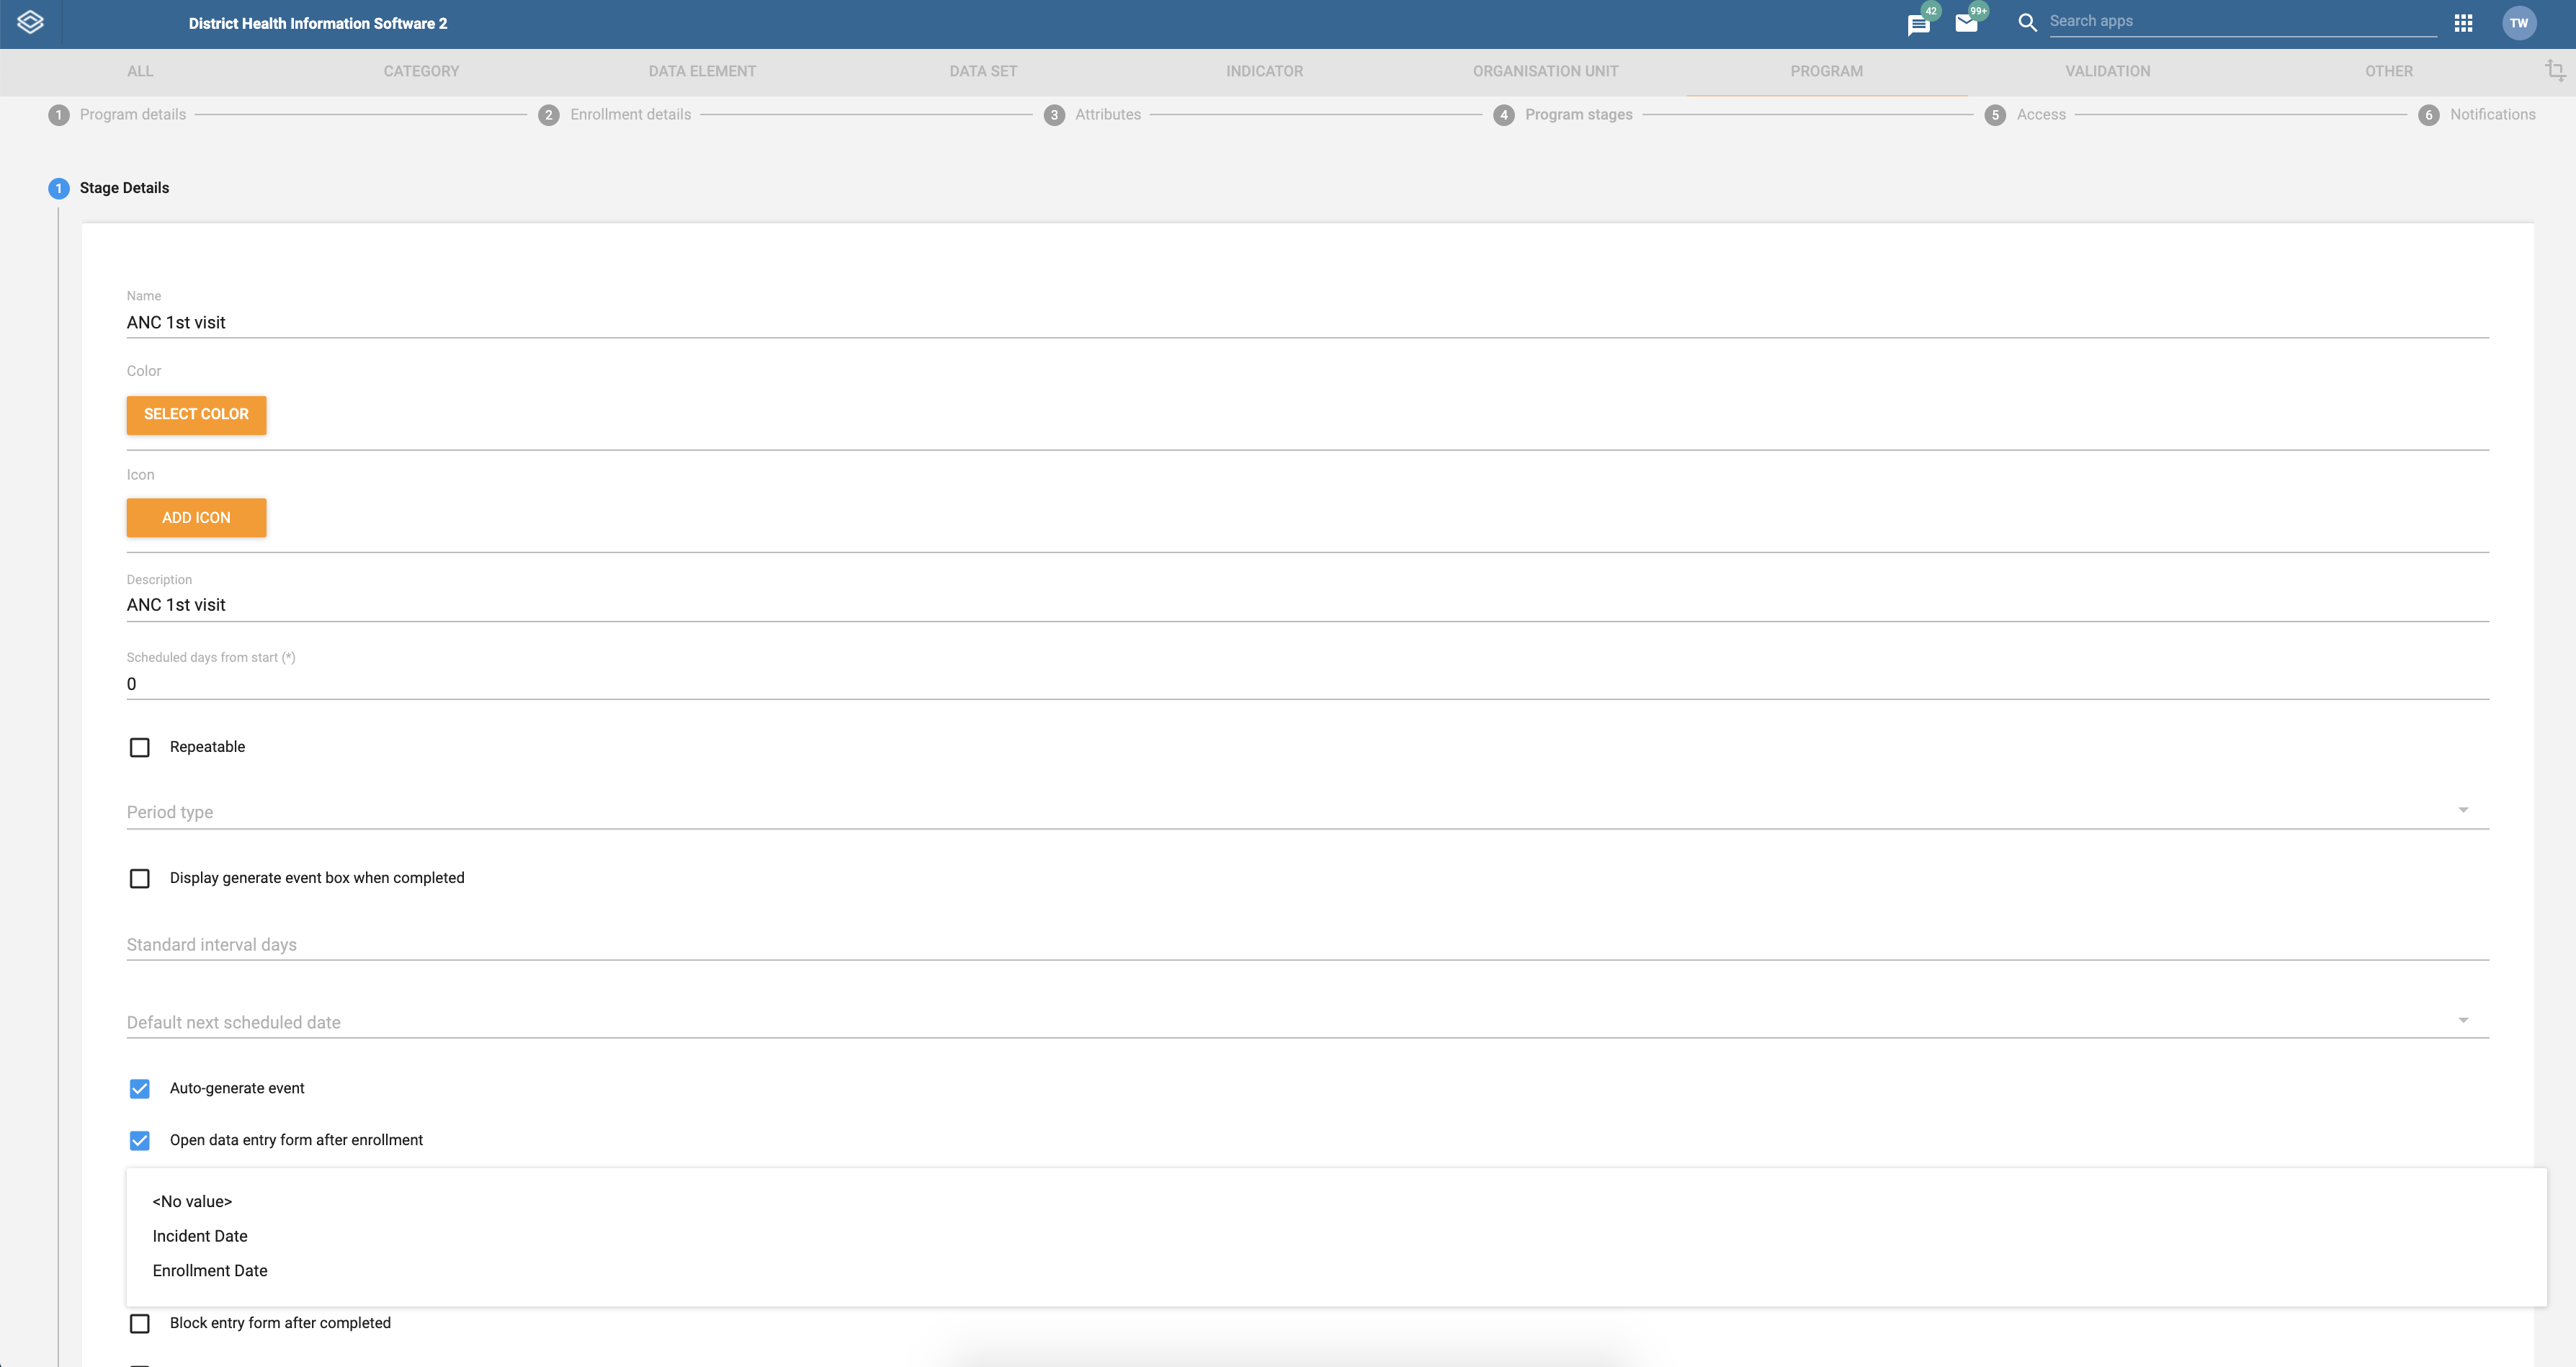 District Health Information Software 2
42
99+
Search apps
TW
ALL CATEGORY DATA ELEMENT DATA SET INDICATOR ORGANISATION UNIT PROGRAM VALIDATION OTHER
1 Program details 2 Enrollment details 3 Attributes 4 Program stages 5 Access 6 Notifications
1 Stage Details
Name
ANC 1st visit
Color
SELECT COLOR
Icon
ADD ICON
Description
ANC 1st visit
Scheduled days from start (*)
0
Repeatable
Period type
Display generate event box when completed
Standard interval days
Default next scheduled date
Auto-generate event
Open data entry form after enrollment
<No value>
Incident Date
Enrollment Date
Block entry form after completed